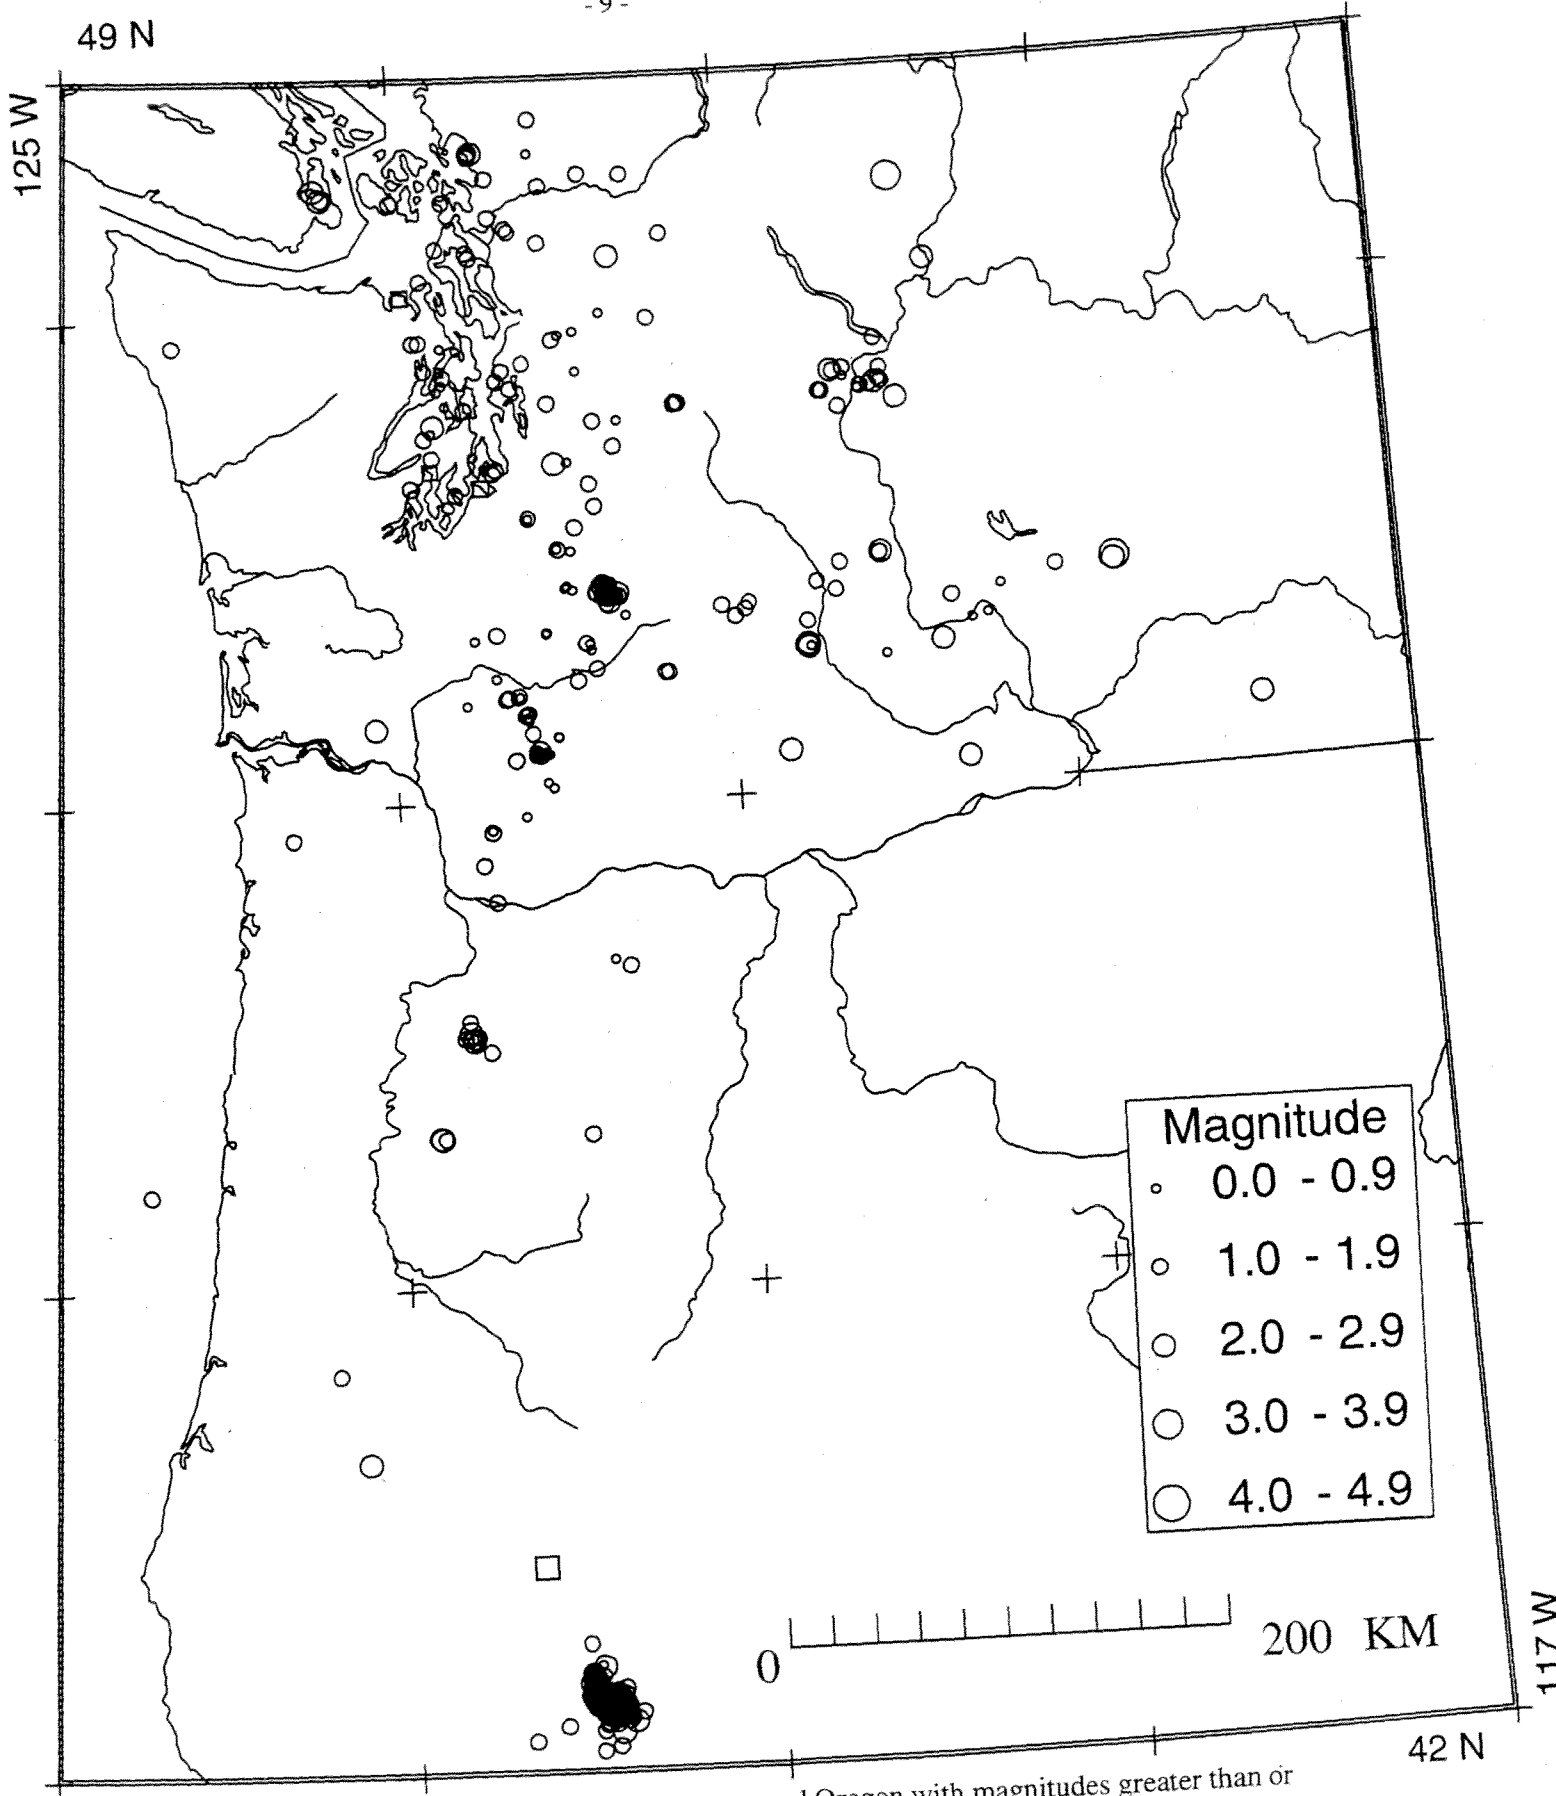 - 9 -
49 N
125 W
Magnitude
0.0 - 0.9
1.0 - 1.9
2.0 - 2.9
3.0 - 3.9
4.0 - 4.9
0 200 KM
117 W
42 N
Oregon with magnitudes greater than or